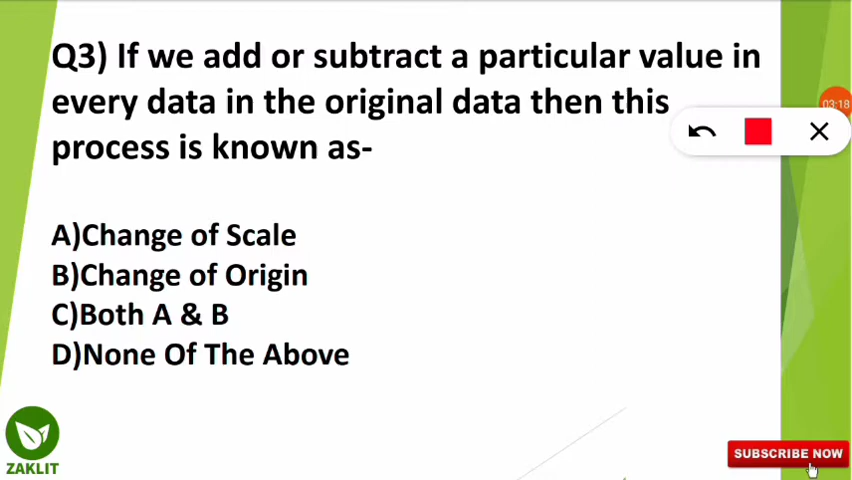 Q3) If we add or subtract a particular value in
every data in the original data then this
03:18
process is known as-
A)Change of Scale
B)Change of Origin
C)Both A & B
D)None Of The Above
SUBSCRIBE NOW
ZAKLIT